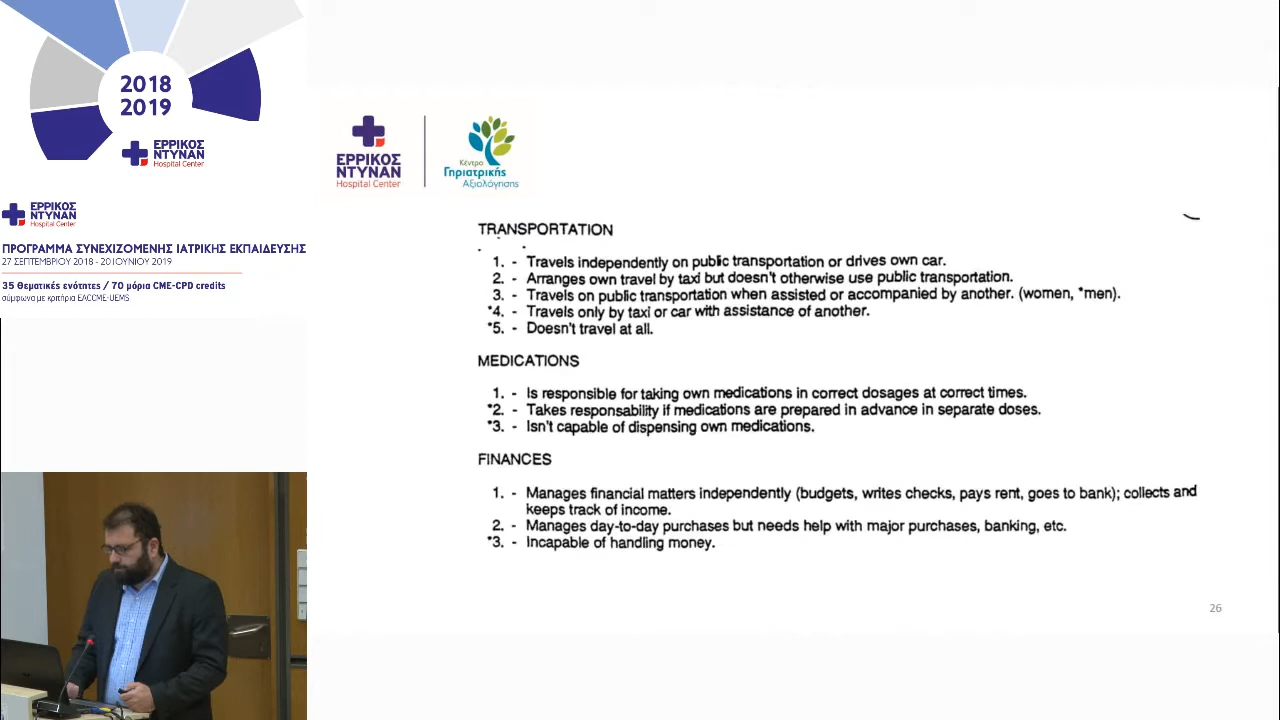 2018
2019
ΕΡΡΙΚΟΣ
ΝΤΥΝΑΝ
Hospital Center
ΕΡΡΙΚΟΣ
ΝΤΥΝΑΝ
Hospital Center
ΠΡΟΓΡΑΜΜΑ ΣΥΝΕΧΙΖΟΜΕΝΗΣ ΙΑΤΡΙΚΗΣ ΕΚΠΑΙΔΕΥΣΗΣ
27 ΣΕΠΤΕΜΒΡΙΟΥ 2018 - 20 ΙΟΥΝΙΟΥ 2019
35 Θεματικές ενότητες / 70 μόρια CME-CPD credits
σύμφωνα με κριτήρια EACCME-UEMS
ΕΡΡΙΚΟΣ
ΝΤΥΝΑΝ
Hospital Center
Κέντρο
Γηριατρικής
Αξιολόγησης
TRANSPORTATION
1. - Travels independently on public transportation or drives own car.
2. - Arranges own travel by taxi but doesn't otherwise use public transportation.
3. - Travels on public transportation when assisted or accompanied by another. (women, *men).
*4. - Travels only by taxi or car with assistance of another.
*5. - Doesn't travel at all.
MEDICATIONS
1. - Is responsible for taking own medications in correct dosages at correct times.
*2. - Takes responsability if medications are prepared in advance in separate doses.
*3. - Isn't capable of dispensing own medications.
FINANCES
1. - Manages financial matters independently (budgets, writes checks, pays rent, goes to bank); collects and
keeps track of income.
2. - Manages day-to-day purchases but needs help with major purchases, banking, etc.
*3. - Incapable of handling money.
26